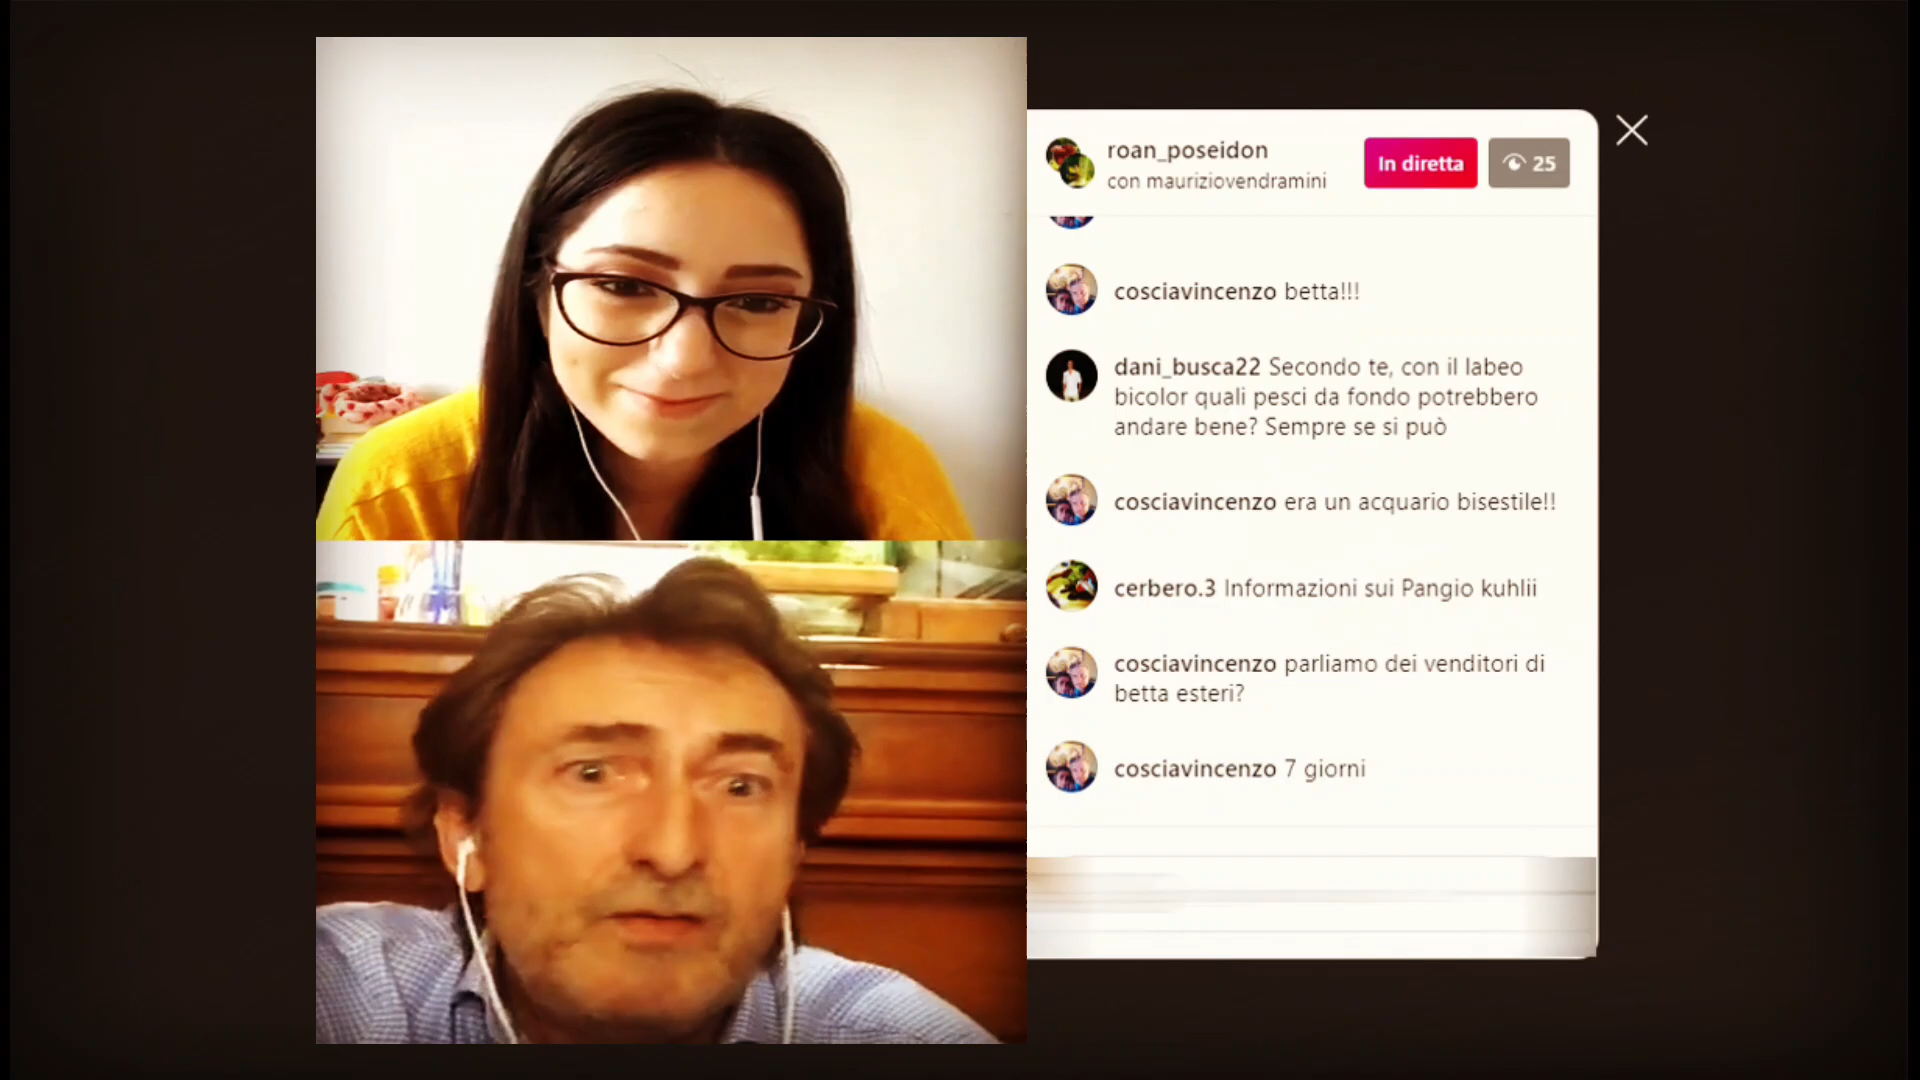 roan_poseidon
con mauriziovendramini
In diretta
25
cosciavincenzo betta!!!
dani_busca22 Secondo te, con il labeo
bicolor quali pesci da fondo potrebbero
andare bene? Sempre se si può
cosciavincenzo era un acquario bisestile!!
cerbero.3 Informazioni sui Pangio kuhlii
cosciavincenzo parliamo dei venditori di
betta esteri?
cosciavincenzo 7 giorni